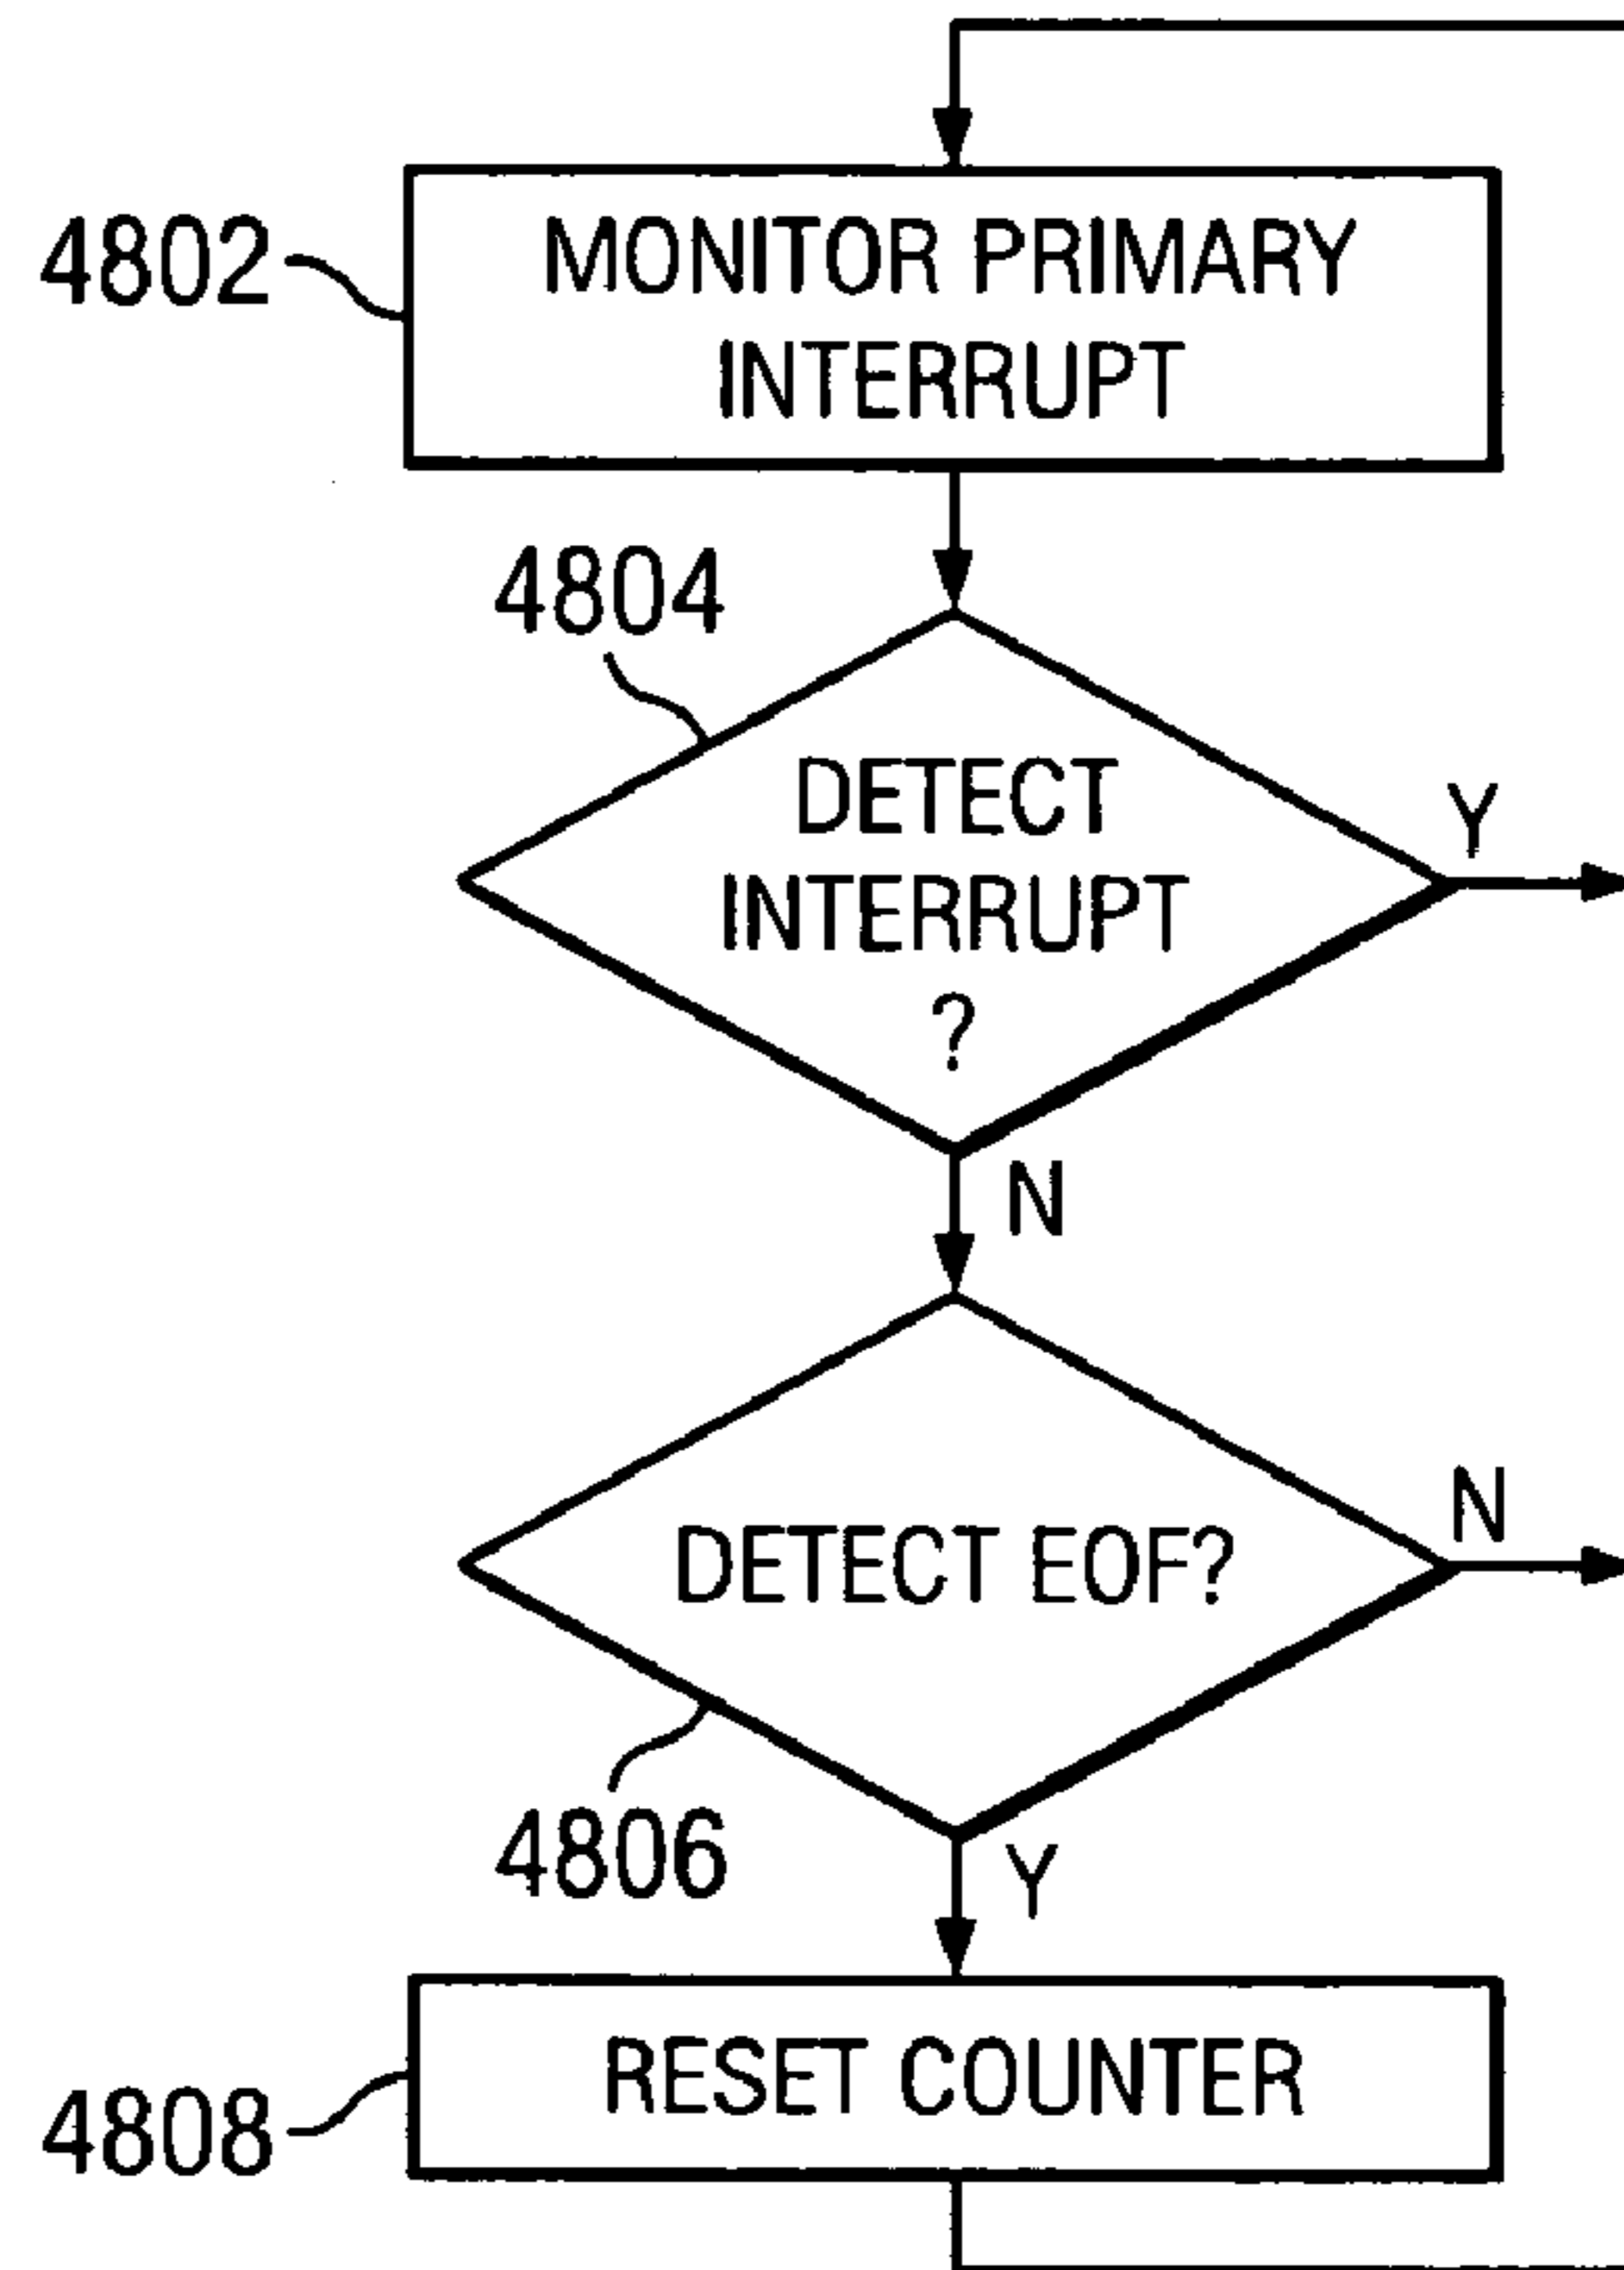 4802
MONITOR PRIMARY
INTERRUPT
4804
DETECT
INTERRUPT
?
Y
N
DETECT EOF?
N
4806
Y
RESET COUNTER
4808